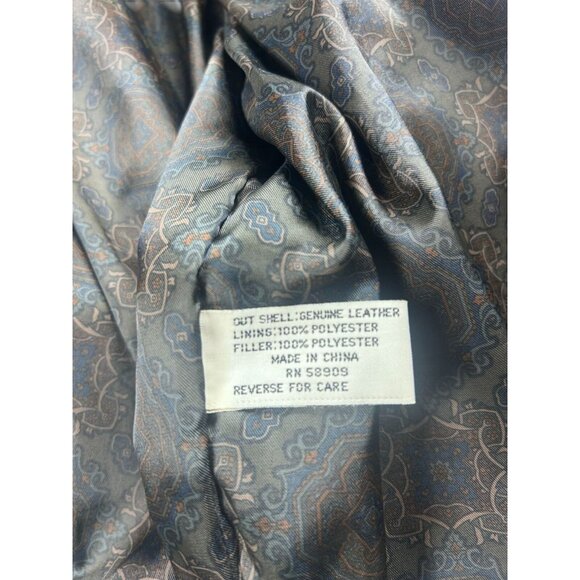 OUT SHELL:GENUINE LEATHER
LINING:100% POLYESTER
FILLER:100% POLYESTER
MADE IN CHINA
RN 58909
REVERSE FOR CARE